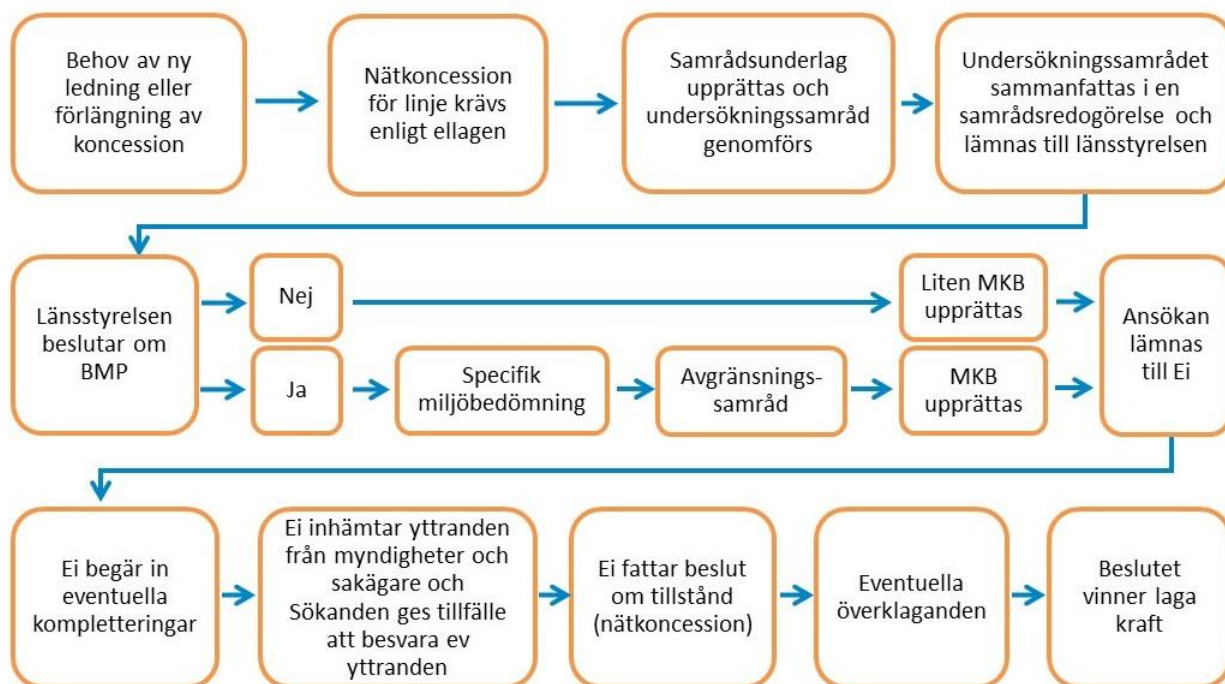 Behov av ny
ledning eller
förlängning av
koncession
Nätkoncession
för linje krävs
enligt ellagen
Samrådsunderlag
upprättas och
undersökningssamråd
genomförs
Undersökningssamrådet
sammanfattas i en
samrådsredogörelse och
lämnas till länsstyrelsen
Länsstyrelsen
beslutar om
BMP
Nej
Liten MKB
upprättas
Ja
Specifik
miljöbedömning
Avgränsnings-
samråd
MKB
upprättas
Ansökan
lämnas
till Ei
Ei begär in
eventuella
kompletteringar
Ei inhämtar yttranden
från myndigheter och
sakägare och
Sökanden ges tillfälle
att besvara ev
yttranden
Ei fattar beslut
om tillstånd
(nätkoncession)
Eventuella
överklaganden
Beslutet
vinner laga
kraft